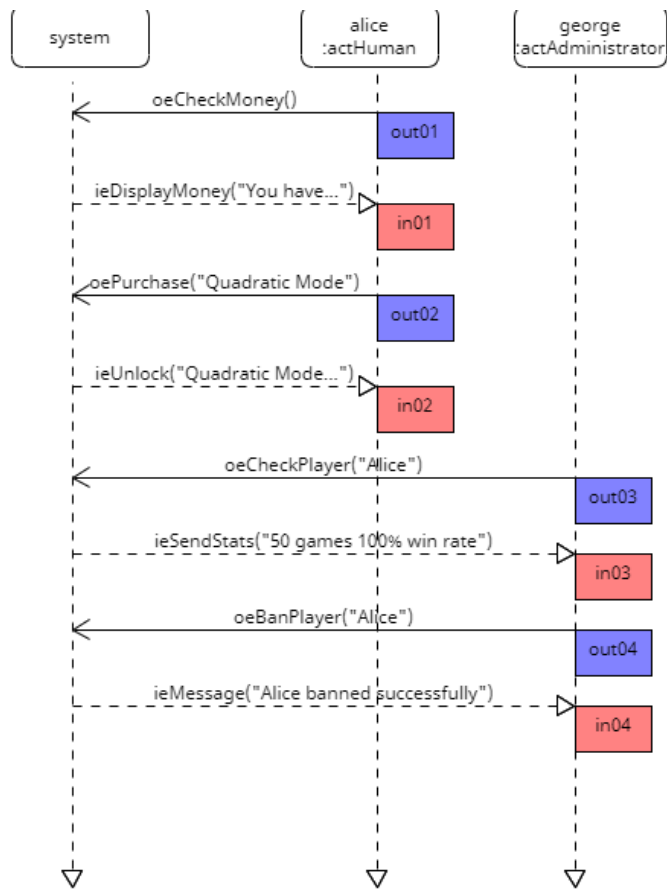 system
alice
:actHuman
george
:actAdministrator
oeCheckMoney()
out01
ieDisplayMoney("You have...")
in01
oePurchase("Quadratic Mode")
out02
ieUnlock("Quadratic Mode...")
in02
oeCheckPlayer("Alice")
out03
ieSendStats("50 games 100% win rate")
in03
oeBanPlayer("Alice")
out04
ieMessage("Alice banned successfully")
in04